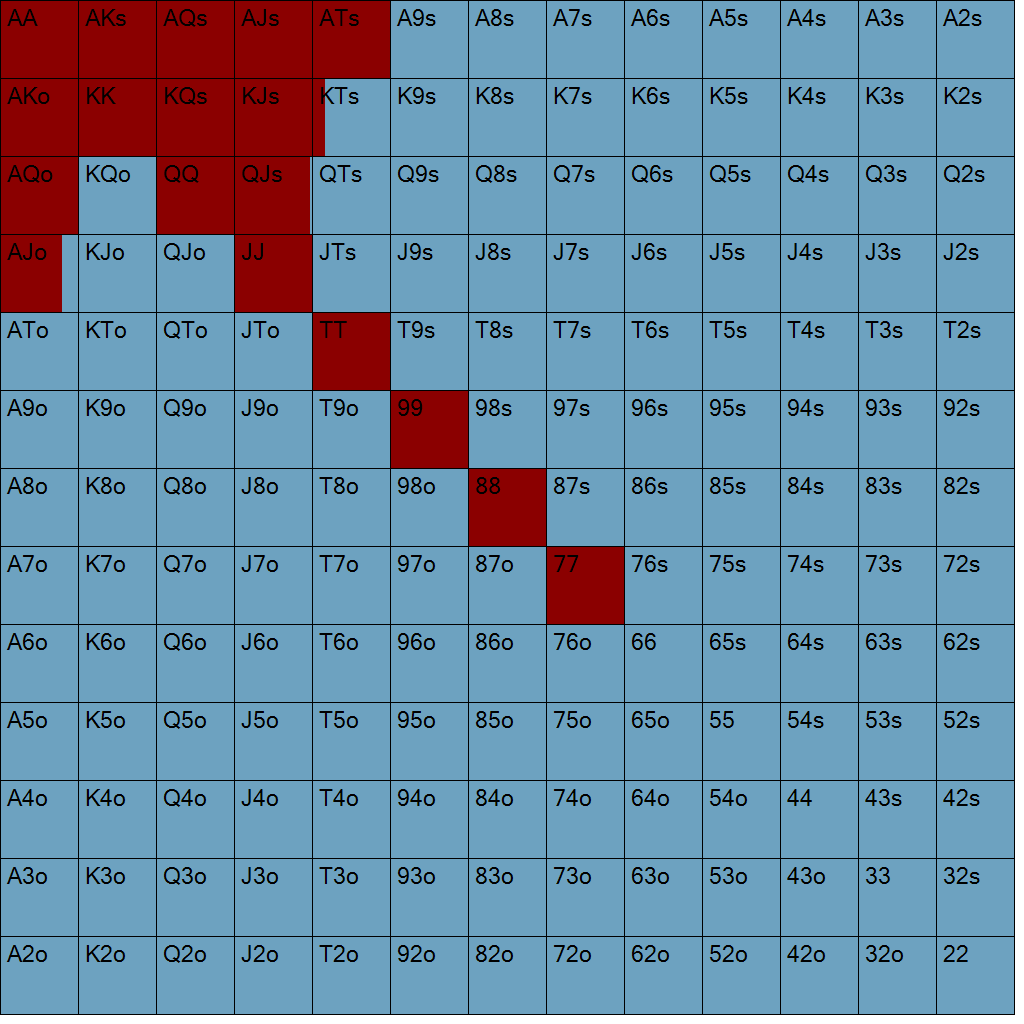 AA AKs AQs AJs ATs A9s A8s A7s A6s A5s A4s A3s A2s
AKo KK KQs KJs KTs K9s K8s K7s K6s K5s K4s K3s K2s
AQo KQo QQ QJs QTs Q9s Q8s Q7s Q6s Q5s Q4s Q3s Q2s
AJo KJo QJo JJ JTs J9s J8s J7s J6s J5s J4s J3s J2s
ATo KTo QTo JTo TT T9s T8s T7s T6s T5s T4s T3s T2s
A9o K9o Q9o J9o T9o 99 98s 97s 96s 95s 94s 93s 92s
A8o K8o Q8o J8o T8o 98o 88 87s 86s 85s 84s 83s 82s
A7o K7o Q7o J7o T7o 97o 87o 77 76s 75s 74s 73s 72s
A6o K6o Q6o J6o T6o 96o 86o 76o 66 65s 64s 63s 62s
A5o K5o Q5o J5o T5o 95o 85o 75o 65o 55 54s 53s 52s
A4o K4o Q4o J4o T4o 94o 84o 74o 64o 54o 44 43s 42s
A3o K3o Q3o J3o T3o 93o 83o 73o 63o 53o 43o 33 32s
A2o K2o Q2o J2o T2o 92o 82o 72o 62o 52o 42o 32o 22